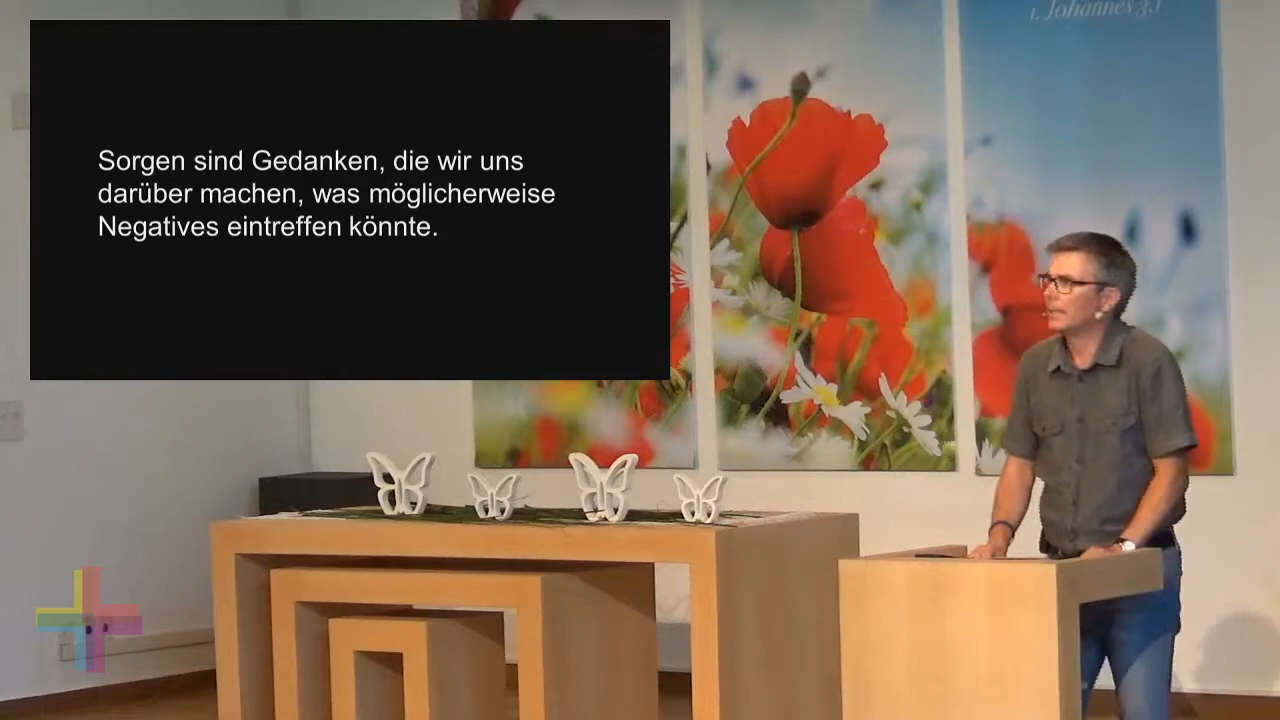 1. Johannes 3,1
Sorgen sind Gedanken, die wir uns
darüber machen, was möglicherweise
Negatives eintreffen könnte.